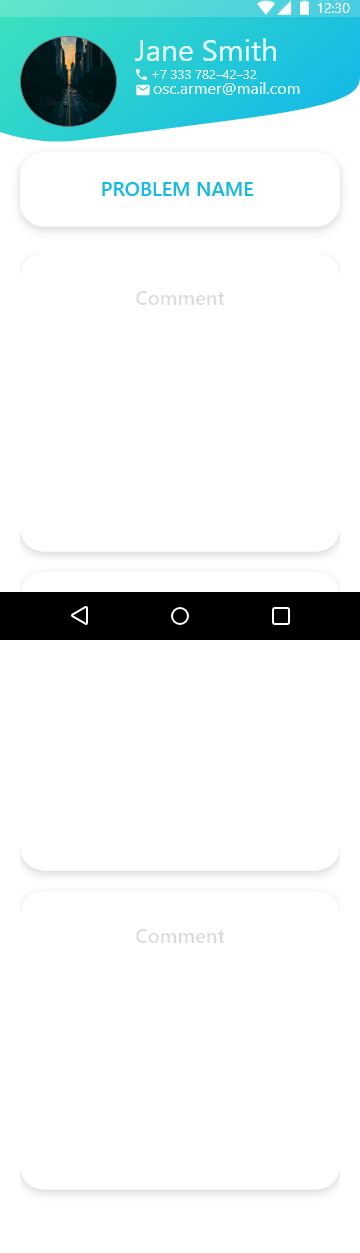 12:30
Jane Smith
+7 333 782–42–32
osc.armer@mail.com
PROBLEM NAME
Comment
Comment